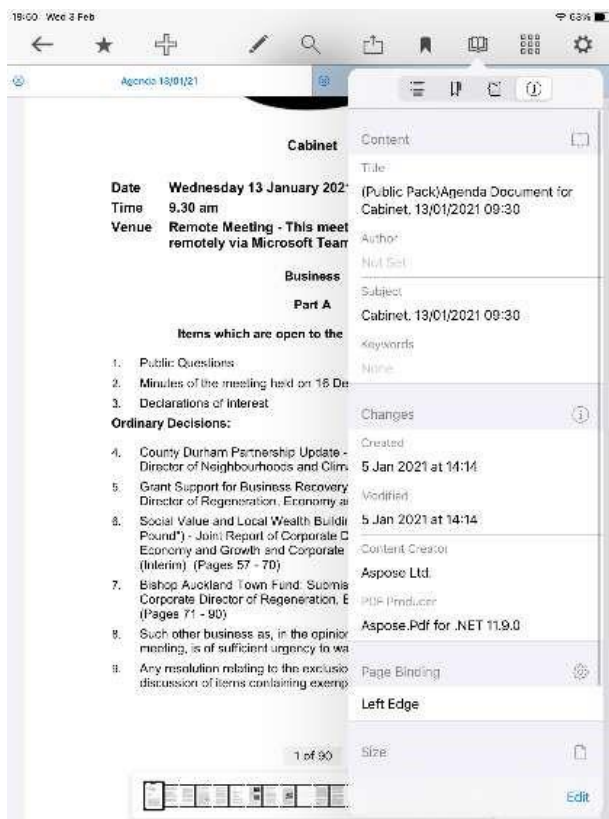 19:50 Wed 3 Feb
63%
Agenda 13/01/21
Cabinet
Date Wednesday 13 January 202
Time 9.30 am
Venue Remote Meeting - This meet
remotely via Microsoft Team
Business
Part A
Items which are open to the
1. Public Questions
2. Minutes of the meeting held on 16 De
3. Declarations of interest
Ordinary Decisions:
4. County Durham Partnership Update -
Director of Neighbourhoods and Clim
5. Grant Support for Business Recovery
Director of Regeneration, Economy a
6. Social Value and Local Wealth Buildi
Pound") - Joint Report of Corporate D
Economy and Growth and Corporate
(Interim) (Pages 57 - 70)
7. Bishop Auckland Town Fund: Submis
Corporate Director of Regeneration, E
(Pages 71 - 90)
8. Such other business as, in the opinio
meeting, is of sufficient urgency to wa
9. Any resolution relating to the exclusio
discussion of items containing exemp
1 of 90
Content
Title
(Public Pack)Agenda Document for
Cabinet, 13/01/2021 09:30
Author
Not Set
Subject
Cabinet, 13/01/2021 09:30
Keywords
None
Changes
Created
5 Jan 2021 at 14:14
Modified
5 Jan 2021 at 14:14
Content Creator
Aspose Ltd.
PDF Producer
Aspose.Pdf for .NET 11.9.0
Page Binding
Left Edge
Size
Edit